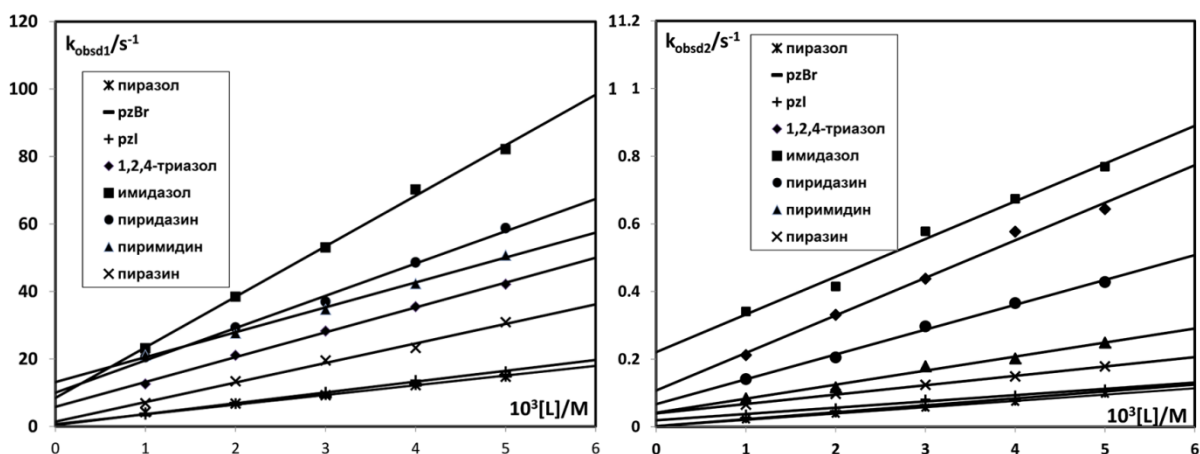 120
100
80
60
40
20
0
k_obsd1/s⁻¹
пиразол
pzBr
pzI
1,2,4-триазол
имидазол
пиридазин
пиримидин
пиразин
10³[L]/M
0 1 2 3 4 5 6
1.2
1
0.8
0.6
0.4
0.2
0
k_obsd2/s⁻¹
пиразол
pzBr
pzI
1,2,4-триазол
имидазол
пиридазин
пиримидин
пиразин
10³[L]/M
0 1 2 3 4 5 6